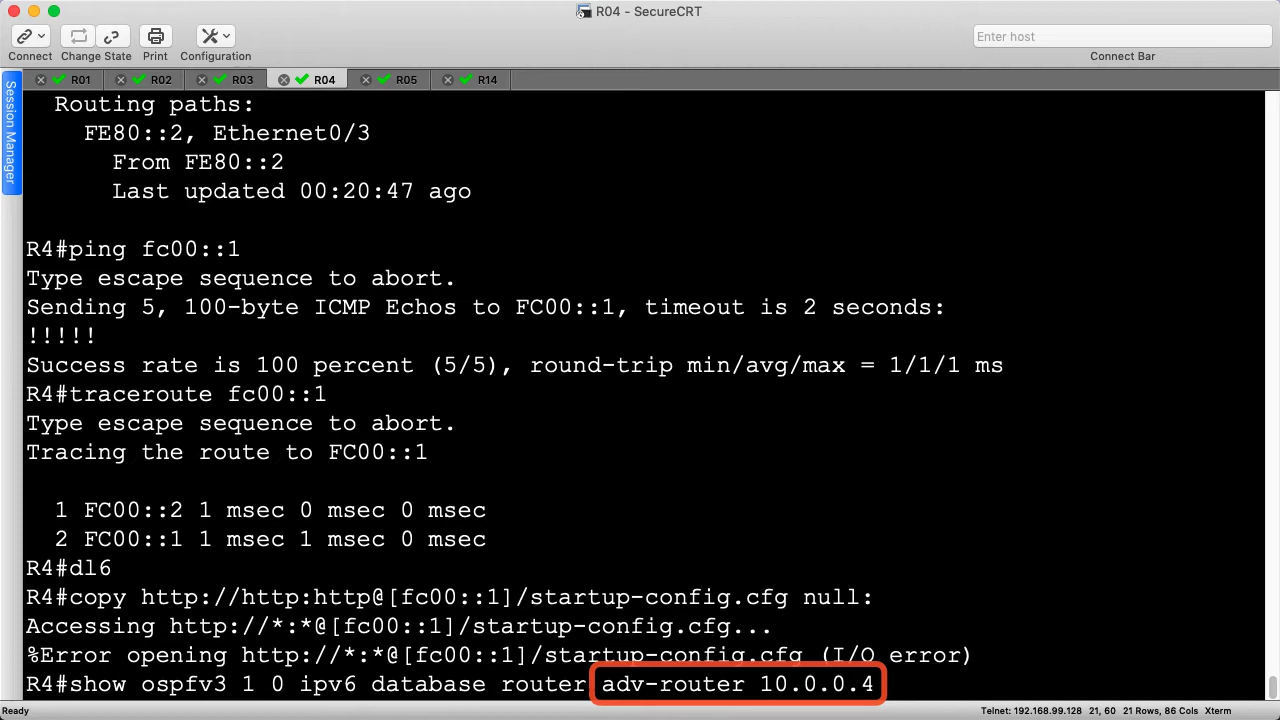 R04 - SecureCRT
Connect Change State Print Configuration
Enter host
Connect Bar
R01 R02 R03 R04 R05 R14
Session Manager
Routing paths:
FE80::2, Ethernet0/3
From FE80::2
Last updated 00:20:47 ago
R4#ping fc00::1
Type escape sequence to abort.
Sending 5, 100-byte ICMP Echos to FC00::1, timeout is 2 seconds:
!!!!!
Success rate is 100 percent (5/5), round-trip min/avg/max = 1/1/1 ms
R4#traceroute fc00::1
Type escape sequence to abort.
Tracing the route to FC00::1
1 FC00::2 1 msec 0 msec 0 msec
2 FC00::1 1 msec 1 msec 0 msec
R4#dl6
R4#copy http://http:http@[fc00::1]/startup-config.cfg null:
Accessing http://*:*@[fc00::1]/startup-config.cfg...
%Error opening http://*:*@[fc00::1]/startup-config.cfg (I/O error)
R4#show ospfv3 1 0 ipv6 database router adv-router 10.0.0.4
Ready
Telnet: 192.168.99.128 21, 60 21 Rows, 86 Cols Xterm